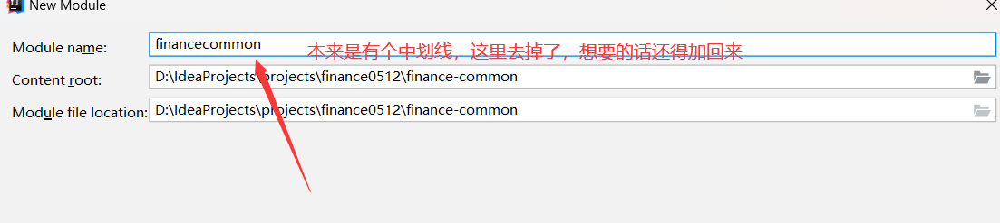 New Module
Module name: financecommon
本来是有个中划线，这里去掉了，想要的话还得加回来
Content root: D:\IdeaProjects\projects\finance0512\finance-common
Module file location: D:\IdeaProjects\projects\finance0512\finance-common